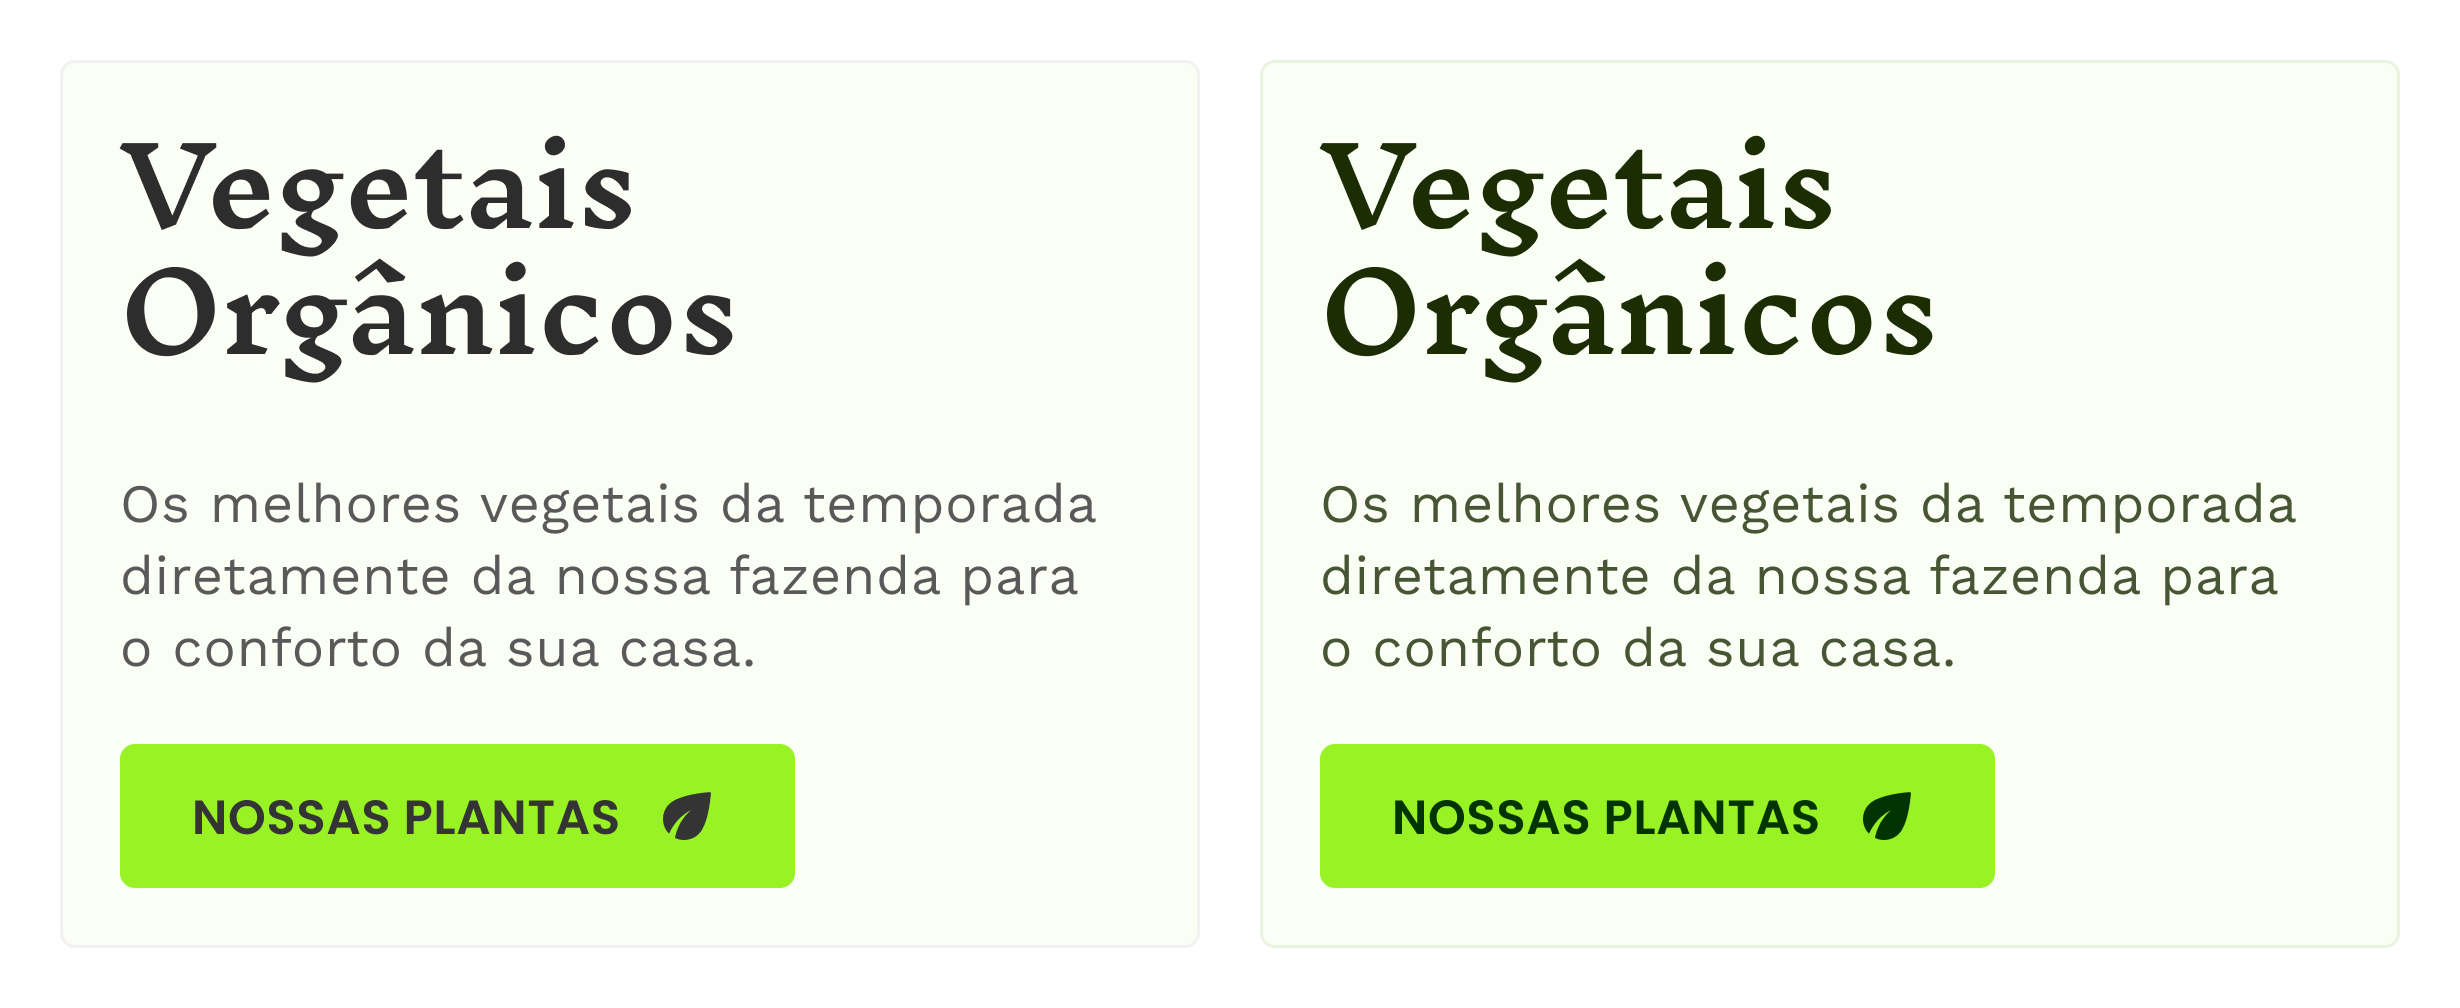 Vegetais
Orgânicos
Os melhores vegetais da temporada
diretamente da nossa fazenda para
o conforto da sua casa.
NOSSAS PLANTAS
Vegetais
Orgânicos
Os melhores vegetais da temporada
diretamente da nossa fazenda para
o conforto da sua casa.
NOSSAS PLANTAS